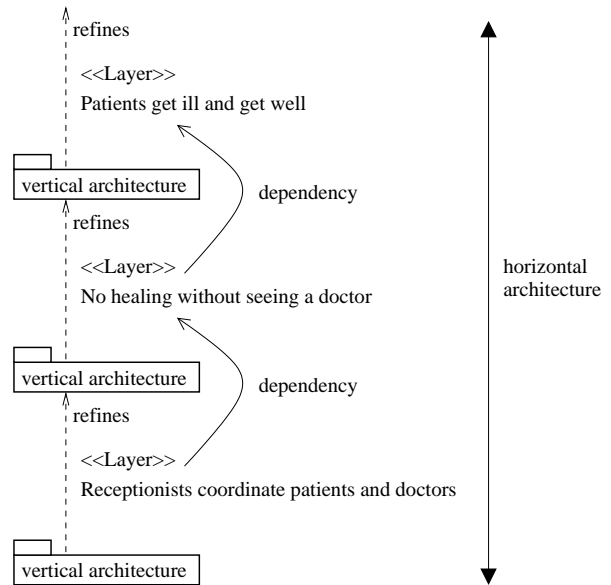 refines
<<Layer>>
Patients get ill and get well
vertical architecture
dependency
refines
<<Layer>>
No healing without seeing a doctor
horizontal
architecture
vertical architecture
dependency
refines
<<Layer>>
Receptionists coordinate patients and doctors
vertical architecture